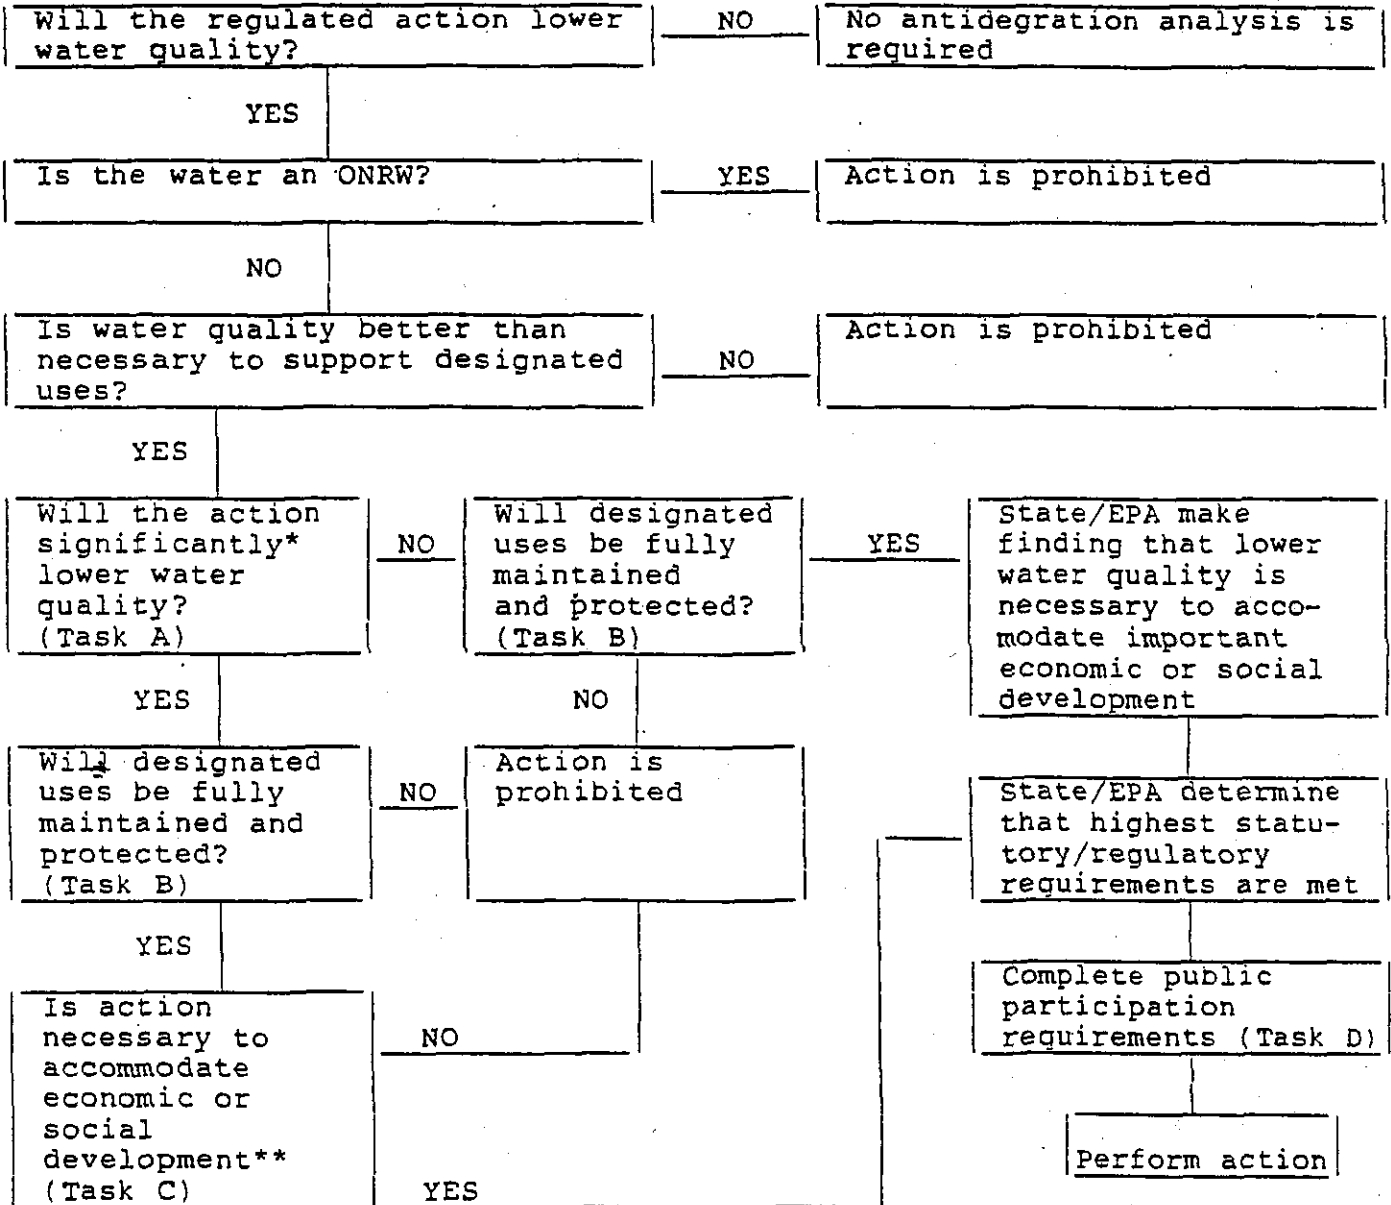 Will the regulated action lower
water quality?
NO
No antidegration analysis is
required
YES
Is the water an ONRW?
YES
Action is prohibited
NO
Is water quality better than
necessary to support designated
uses?
NO
Action is prohibited
YES
Will the action
significantly*
lower water
quality?
(Task A)
NO
Will designated
uses be fully
maintained
and protected?
(Task B)
YES
State/EPA make
finding that lower
water quality is
necessary to acco-
modate important
economic or social
development
YES
NO
Will designated
uses be fully
maintained and
protected?
(Task B)
NO
Action is
prohibited
State/EPA determine
that highest statu-
tory/regulatory
requirements are met
YES
Is action
necessary to
accommodate
economic or
social
development**
(Task C)
NO
YES
Complete public
participation
requirements (Task D)
Perform action